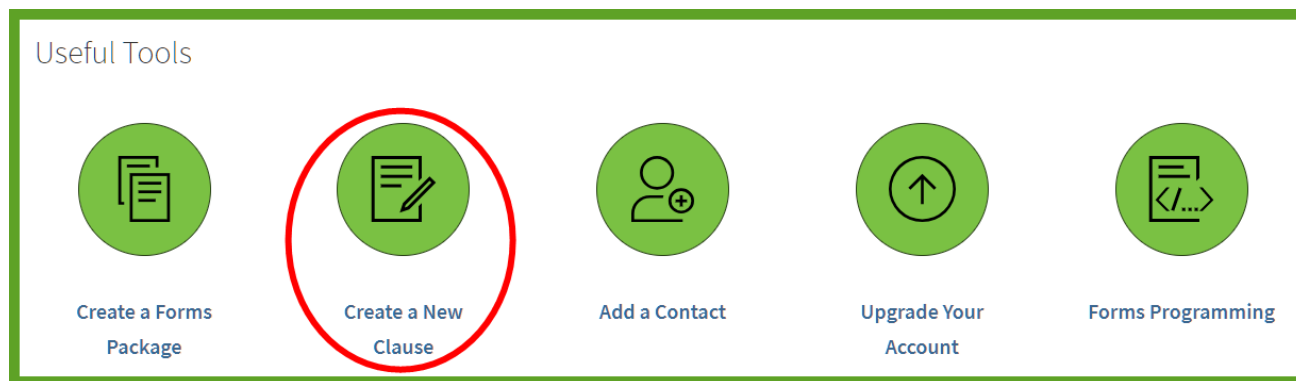 Useful Tools
</...>
Create a Forms
Package
Create a New
Clause
Add a Contact
Upgrade Your
Account
Forms Programming